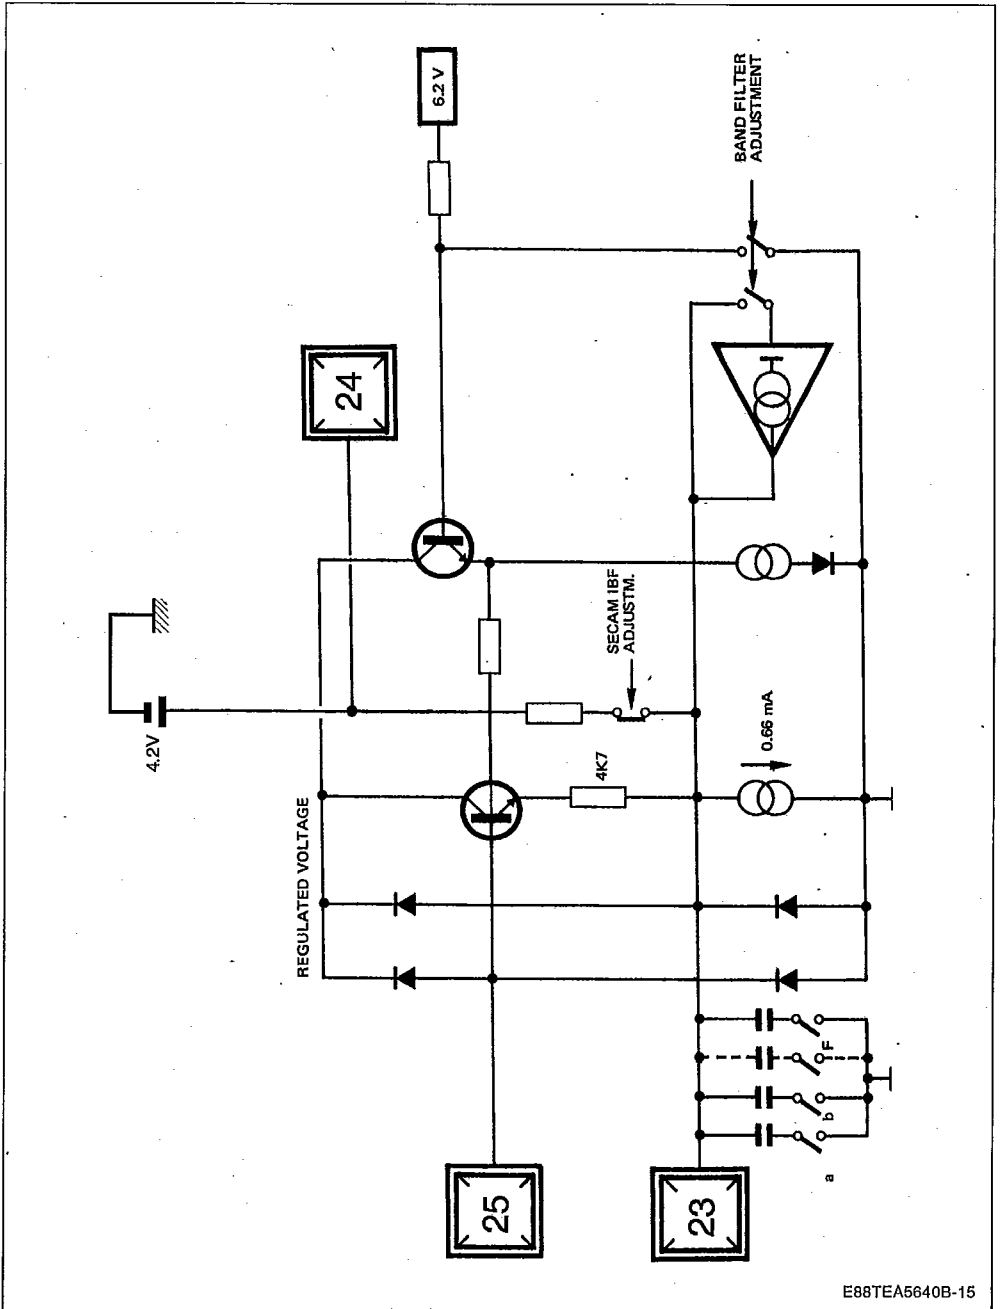 6.2 V
BAND FILTER
ADJUSTMENT
24
SECAM IBF
ADJUSTM.
4.2V
0.66 mA
4K7
REGULATED VOLTAGE
F
b
a
25
23
E88TEA5640B-15